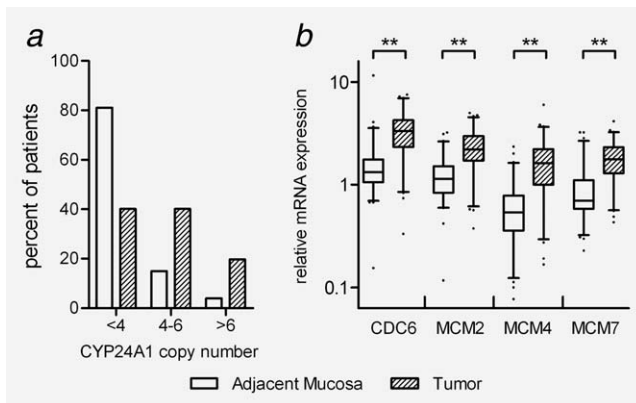 a
100
80
60
40
20
0
percent of patients
<4 4-6 >6
CYP24A1 copy number
b
** ** ** **
10
1
0.1
relative mRNA expression
CDC6 MCM2 MCM4 MCM7
Adjacent Mucosa Tumor